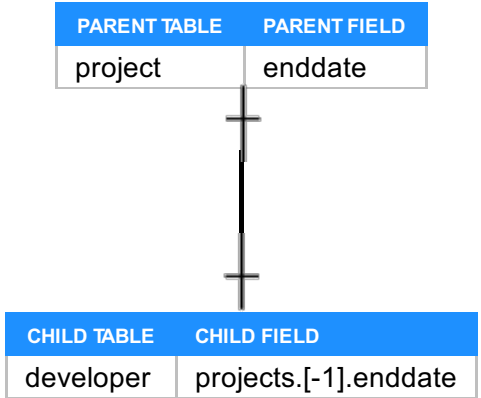 PARENT TABLE PARENT FIELD
project enddate
CHILD TABLE CHILD FIELD
developer projects.[-1].enddate